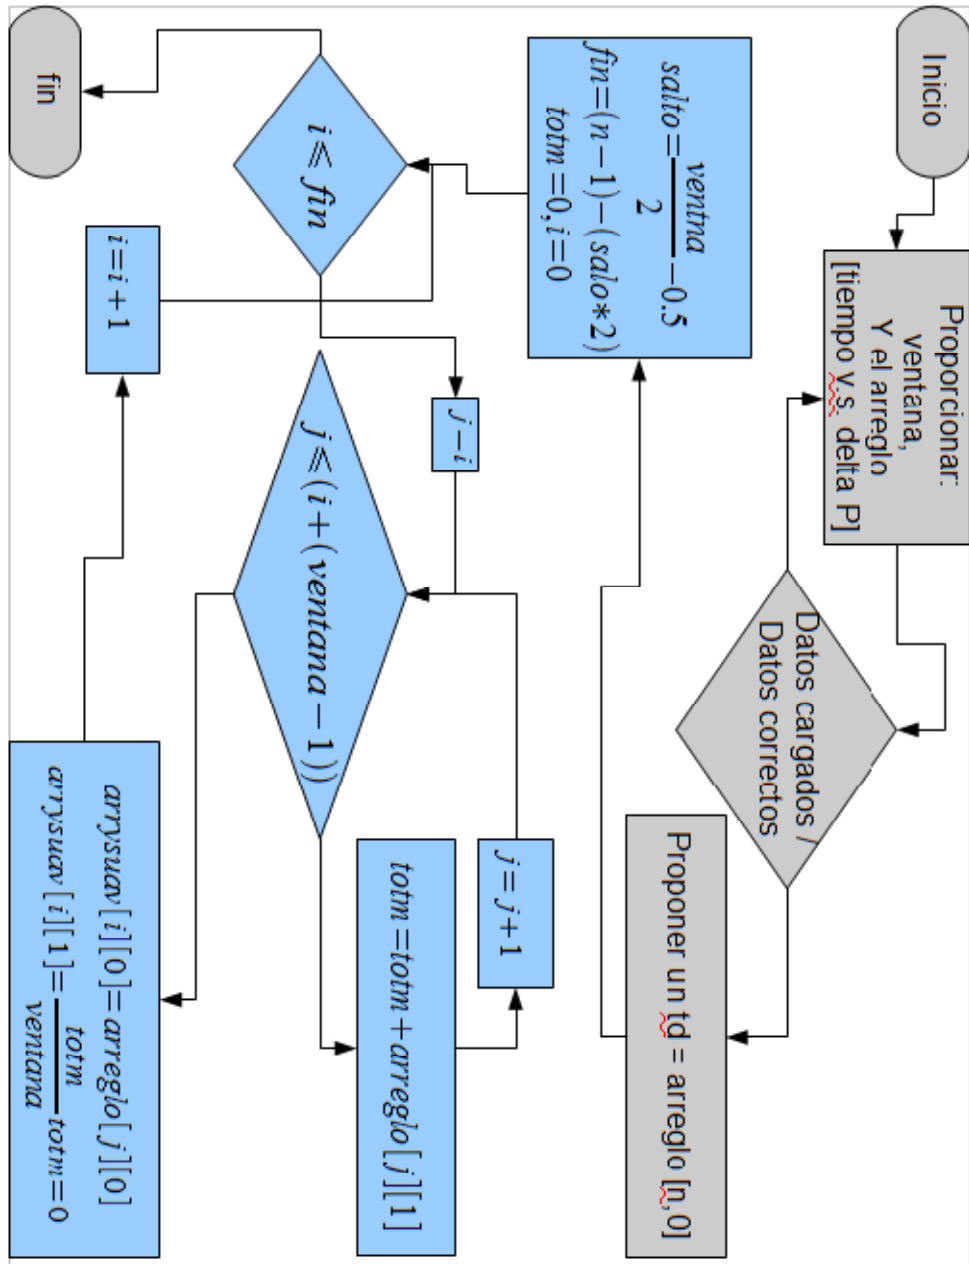 Inicio
Proporcionar:
ventana,
Y el arreglo
[tiempo v.s. delta P]
Datos cargados /
Datos correctos
Proponer un td = arreglo [n,0]
salto=ventna/2−0.5
fin=(n−1)−(salo*2)
totm=0,i=0
i≤fin
fin
j−i
i=i+1
j≤(i+(ventana−1))
j=j+1
totm=totm+arreglo[j][1]
arrysuav[i][0]=arreglo[j][0]
arrysuav[i][1]=totm/ventana totm=0